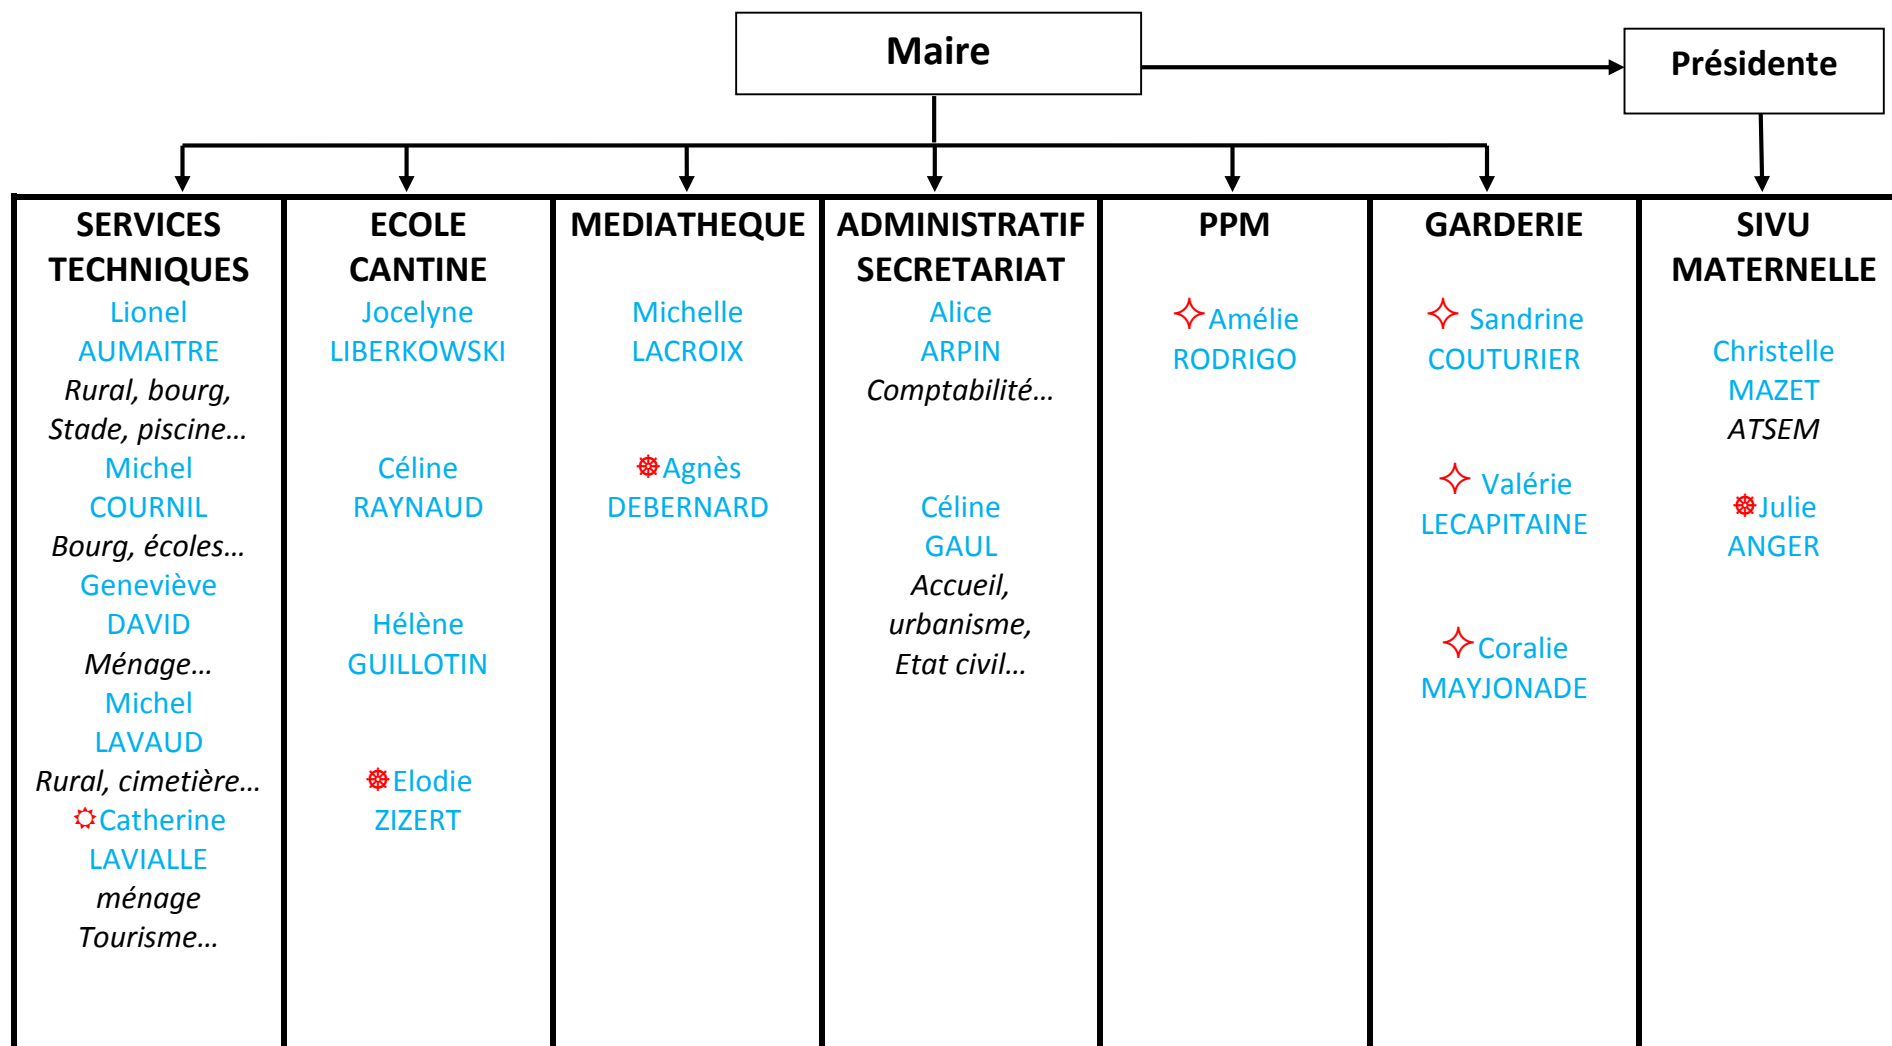 Maire
Présidente
SERVICES
TECHNIQUES
Lionel
AUMAITRE
Rural, bourg,
Stade, piscine…
Michel
COURNIL
Bourg, écoles…
Geneviève
DAVID
Ménage…
Michel
LAVAUD
Rural, cimetière…
Catherine
LAVIALLE
ménage
Tourisme…
ECOLE
CANTINE
Jocelyne
LIBERKOWSKI
Céline
RAYNAUD
Hélène
GUILLOTIN
Elodie
ZIZERT
MEDIATHEQUE
Michelle
LACROIX
Agnès
DEBERNARD
ADMINISTRATIF
SECRETARIAT
Alice
ARPIN
Comptabilité…
Céline
GAUL
Accueil,
urbanisme,
Etat civil…
PPM
Amélie
RODRIGO
GARDERIE
Sandrine
COUTURIER
Valérie
LECAPITAINE
Coralie
MAYJONADE
SIVU
MATERNELLE
Christelle
MAZET
ATSEM
Julie
ANGER